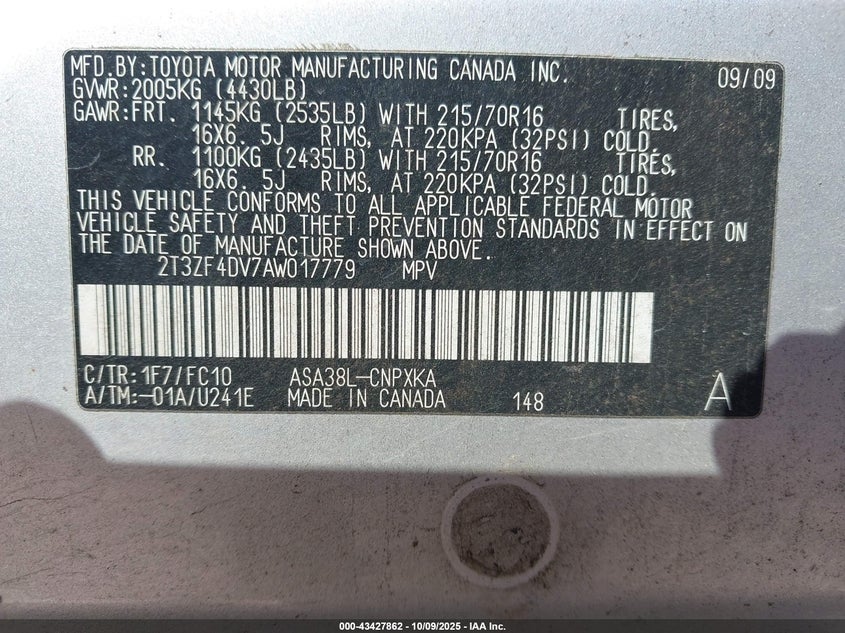 MFD.BY:TOYOTA MOTOR MANUFACTURING CANADA INC. 09/09
GVWR:2005KG (4430LB)
GAWR:FRT. 1145KG (2535LB) WITH 215/70R16 TIRES,
16X6. 5J RIMS, AT 220KPA (32PSI) COLD.
RR. 1100KG (2435LB) WITH 215/70R16 TIRES,
16X6. 5J RIMS, AT 220KPA (32PSI) COLD.
THIS VEHICLE CONFORMS TO ALL APPLICABLE FEDERAL MOTOR
VEHICLE SAFETY AND THEFT PREVENTION STANDARDS IN EFFECT ON
THE DATE OF MANUFACTURE SHOWN ABOVE.
2T3ZF4DV7AW017779 MPV
C/TR:1F7/FC10 ASA38L-CNPXKA
A/TM:-01A/U241E MADE IN CANADA 148 A
000-43427862 | 10/09/2025 - IAA Inc.